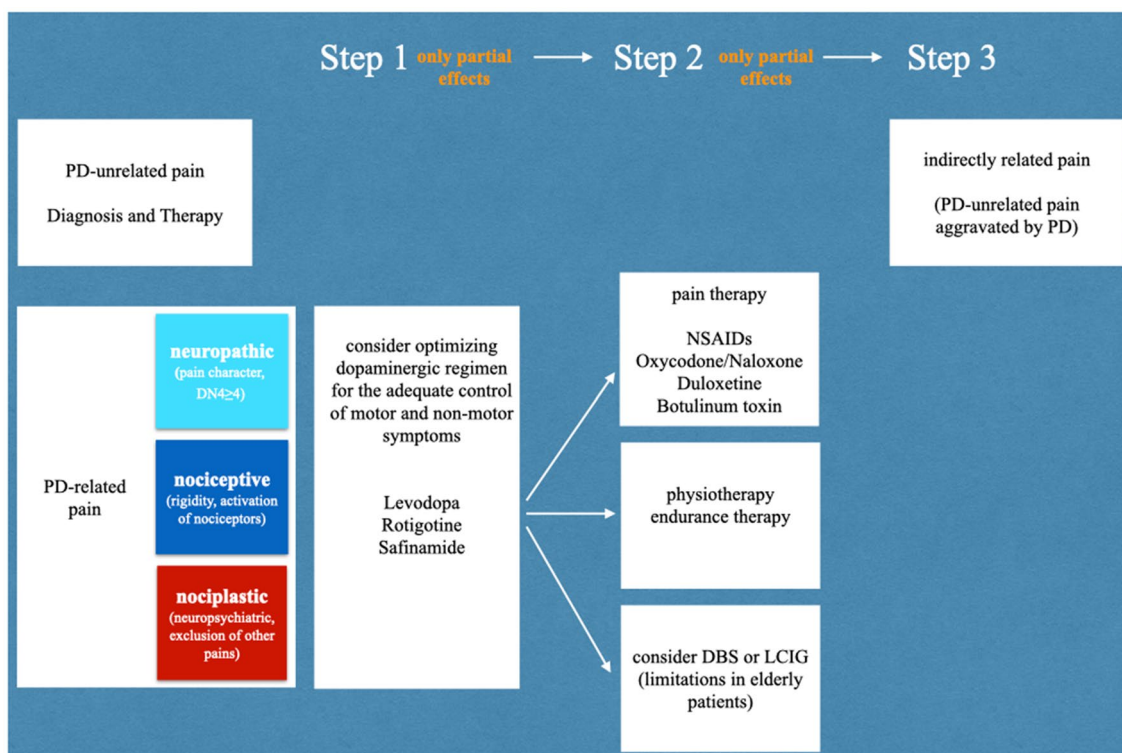 Step 1
only partial
effects
Step 2
only partial
effects
Step 3
PD-unrelated pain
Diagnosis and Therapy
indirectly related pain
(PD-unrelated pain
aggravated by PD)
PD-related
pain
neuropathic
(pain character,
DN4≥4)
nociceptive
(rigidity, activation
of nociceptors)
nociplastic
(neuropsychiatric,
exclusion of other
pains)
consider optimizing
dopaminergic regimen
for the adequate control
of motor and non-motor
symptoms
Levodopa
Rotigotine
Safinamide
pain therapy
NSAIDs
Oxycodone/Naloxone
Duloxetine
Botulinum toxin
physiotherapy
endurance therapy
consider DBS or LCIG
(limitations in elderly
patients)